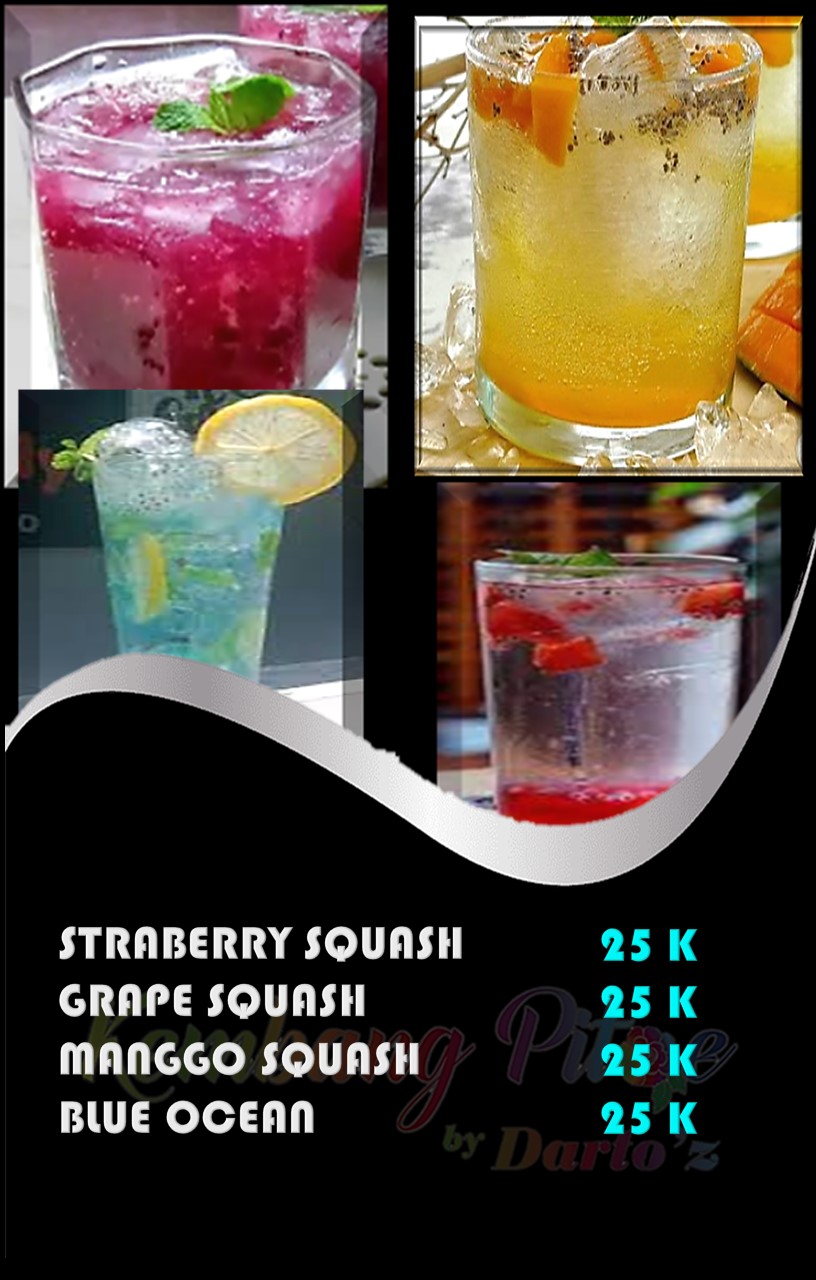 STRABERRY SQUASH 25 K
GRAPE SQUASH 25 K
MANGGO SQUASH 25 K
BLUE OCEAN 25 K
Kembang Pitoe
by Darto'z